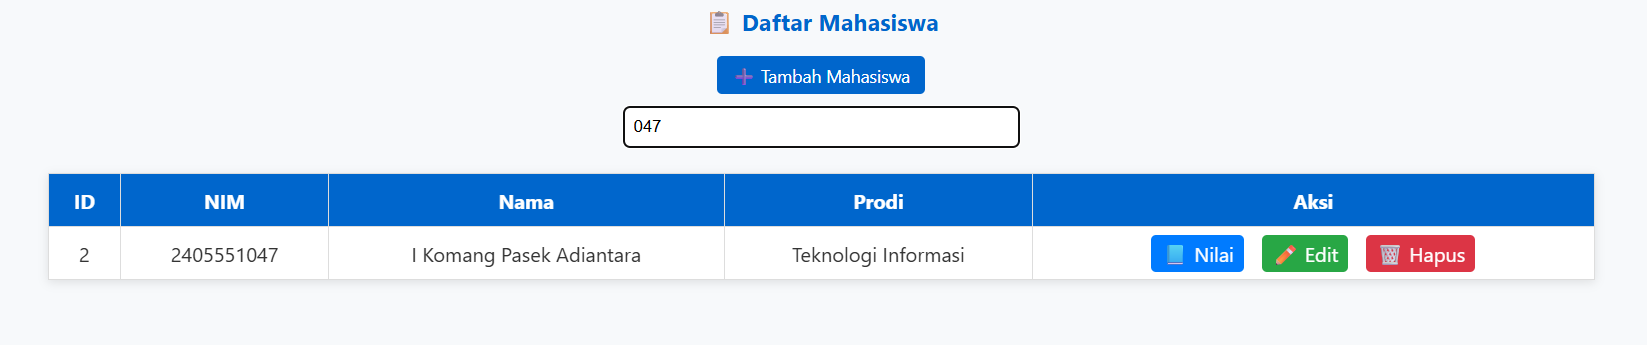 📋 Daftar Mahasiswa
➕ Tambah Mahasiswa
047
ID NIM Nama Prodi Aksi
2 2405551047 I Komang Pasek Adiantara Teknologi Informasi 📘 Nilai ✏️ Edit 🗑️ Hapus